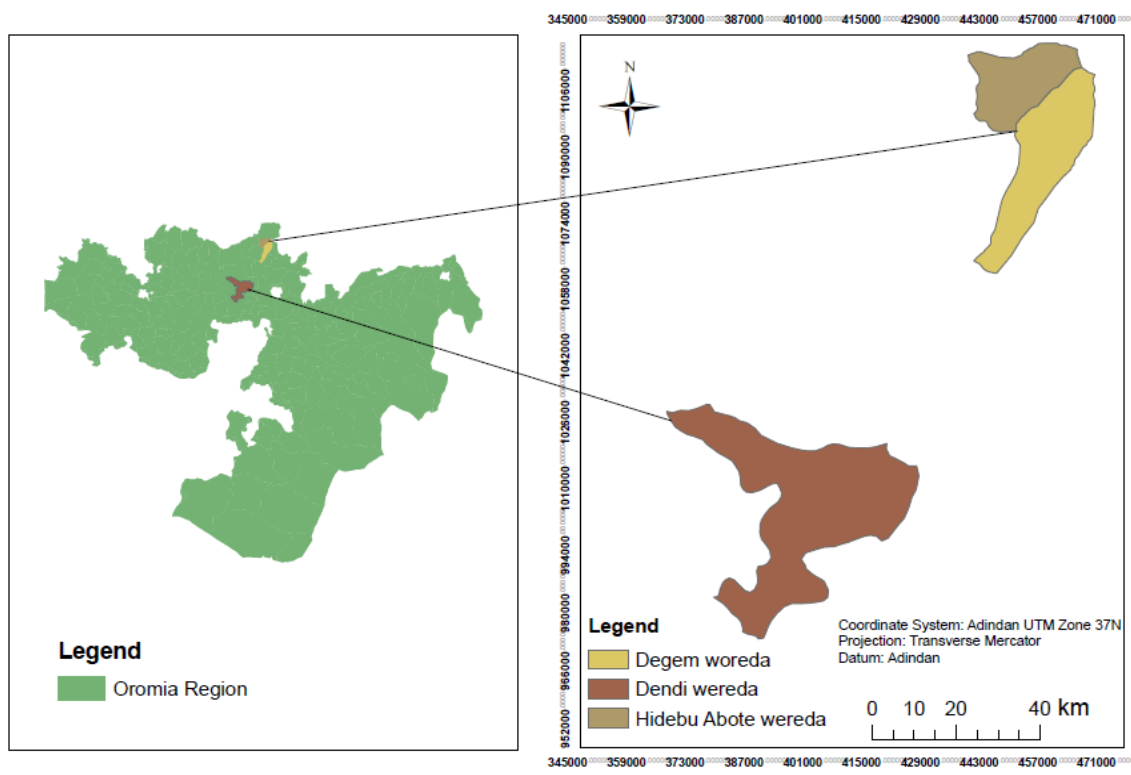 345000 359000 373000 387000 401000 415000 429000 443000 457000 471000
N
1106000
1090000
1074000
1058000
1042000
1026000
1010000
994000
980000
966000
952000
Legend
Oromia Region
Legend
Degem woreda
Dendi wereda
Hidebu Abote wereda
Coordinate System: Adindan UTM Zone 37N
Projection: Transverse Mercator
Datum: Adindan
0 10 20 40 km
345000 359000 373000 387000 401000 415000 429000 443000 457000 471000